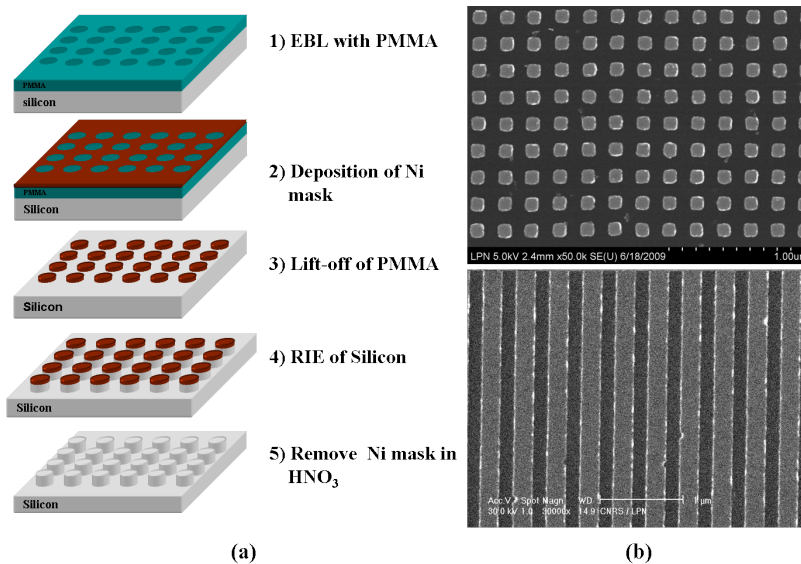 1) EBL with PMMA
PMMA
silicon
2) Deposition of Ni
mask
PMMA
Silicon
3) Lift-off of PMMA
Silicon
4) RIE of Silicon
Silicon
5) Remove Ni mask in
HNO3
Silicon
(a)
LPN 5.0kV 2.4mm x50.0k SE(U) 6/18/2009 1.00um
Acc.V Spot Magn WD 1 µm
30.0 kV 1.0 30000x 14.9 CNRS / LPN
(b)